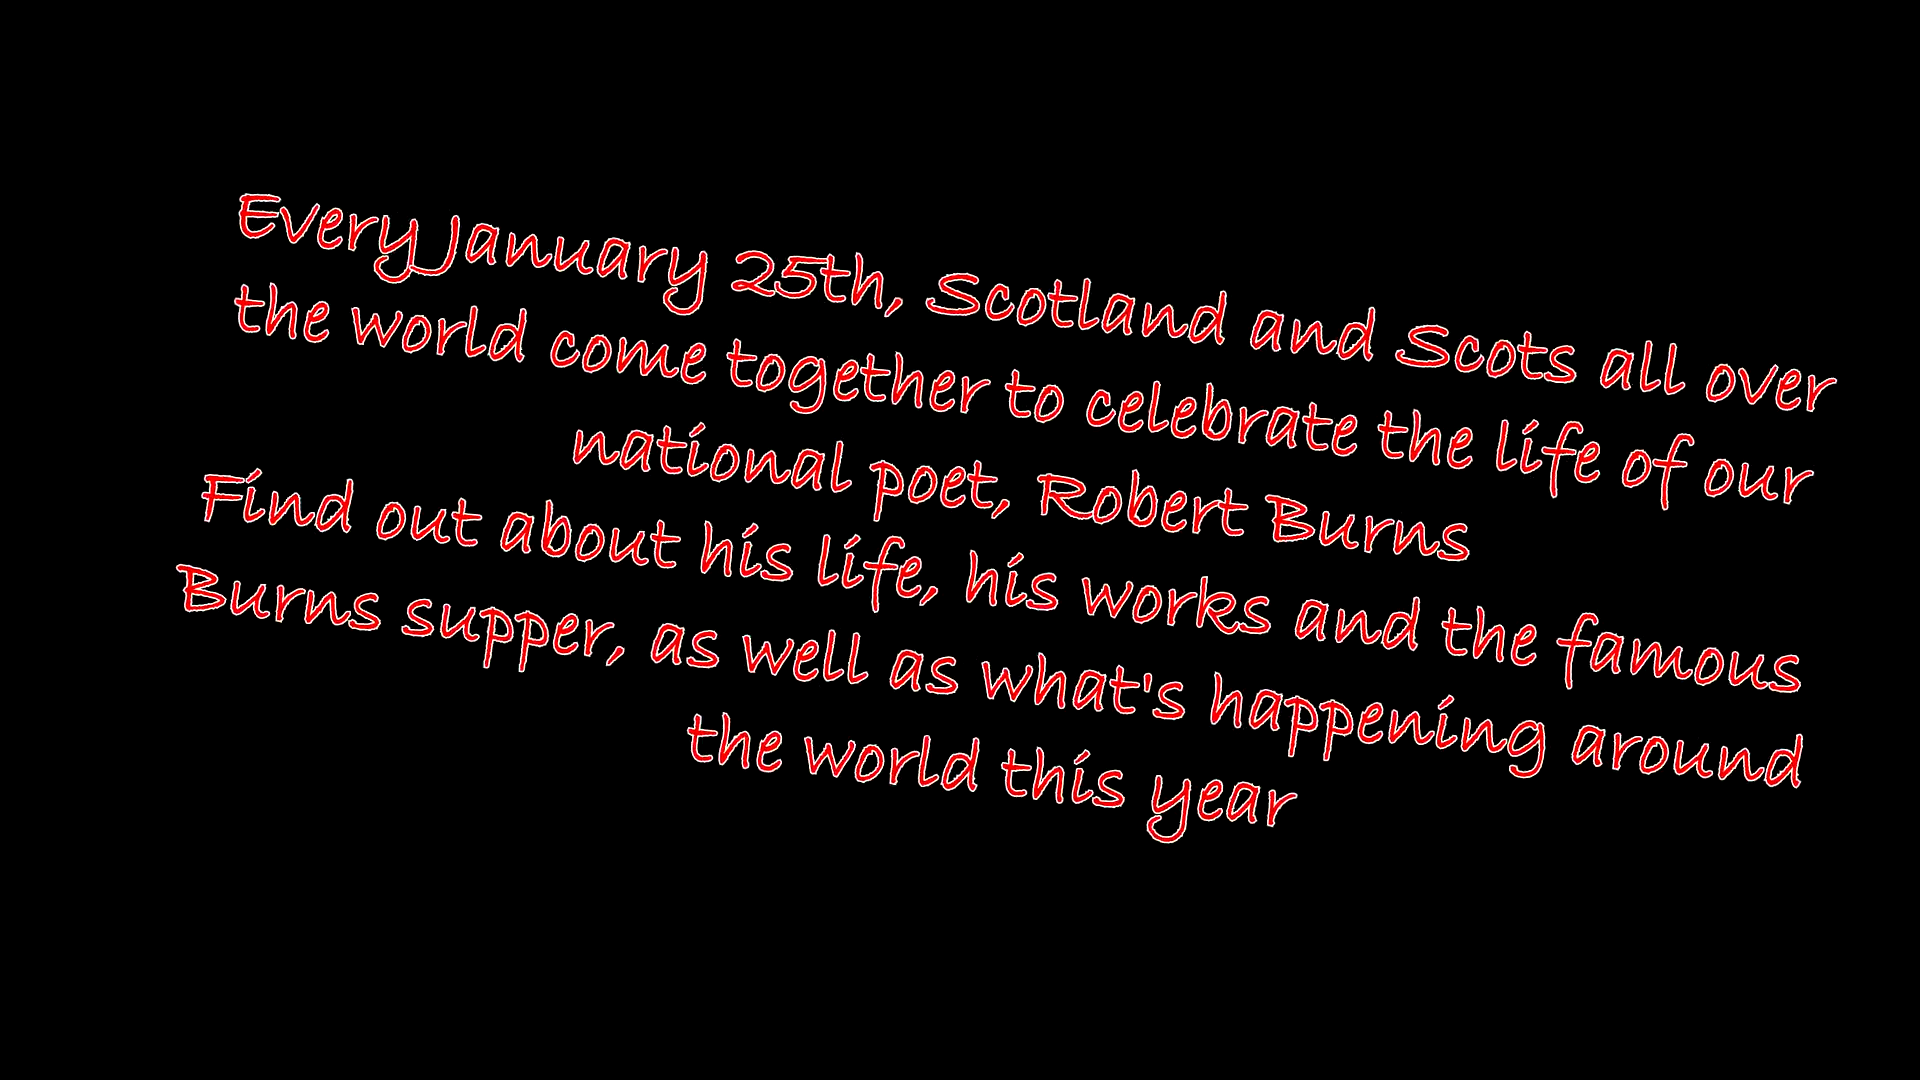 Every January 25th, Scotland and Scots all over
the world come together to celebrate the life of our
national poet, Robert Burns
Find out about his life, his works and the famous
Burns supper, as well as what's happening around
the world this year